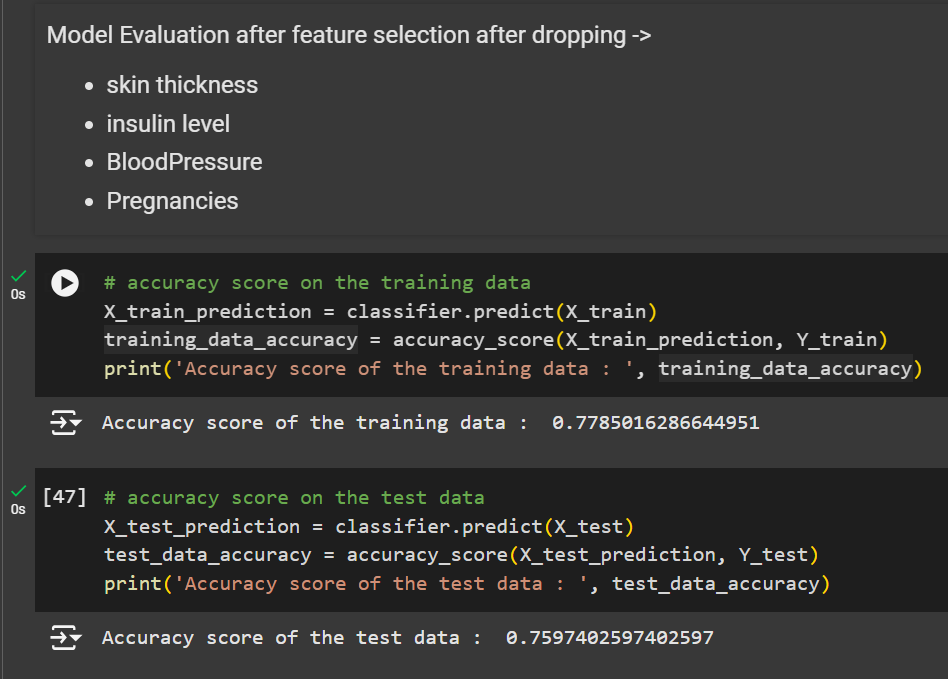 Model Evaluation after feature selection after dropping ->
• skin thickness
• insulin level
• BloodPressure
• Pregnancies
# accuracy score on the training data
0s
X_train_prediction = classifier.predict(X_train)
training_data_accuracy = accuracy_score(X_train_prediction, Y_train)
print('Accuracy score of the training data : ', training_data_accuracy)
Accuracy score of the training data :  0.7785016286644951
[47] # accuracy score on the test data
0s
X_test_prediction = classifier.predict(X_test)
test_data_accuracy = accuracy_score(X_test_prediction, Y_test)
print('Accuracy score of the test data : ', test_data_accuracy)
Accuracy score of the test data :  0.7597402597402597